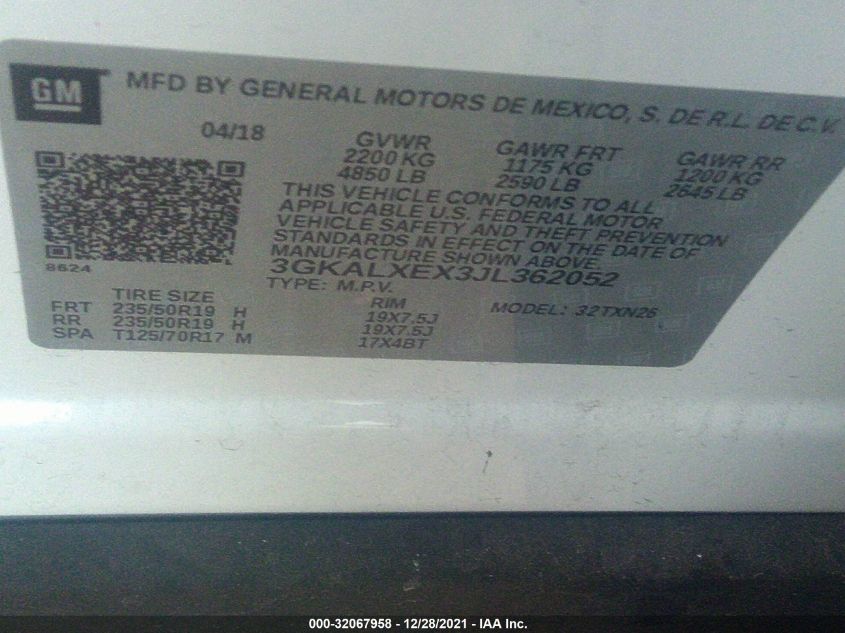 GM
MFD BY GENERAL MOTORS DE MEXICO, S. DE R.L. DE C.V.
04/18
GVWR GAWR FRT GAWR RR
2200 KG 1175 KG 1200 KG
4850 LB 2590 LB 2645 LB
THIS VEHICLE CONFORMS TO ALL
APPLICABLE U.S. FEDERAL MOTOR
VEHICLE SAFETY AND THEFT PREVENTION
STANDARDS IN EFFECT ON THE DATE OF
MANUFACTURE SHOWN ABOVE
8624
3GKALXEX3JL362052
TYPE: M.P.V. MODEL: 32TXN26
TIRE SIZE RIM
FRT 235/50R19 H 19X7.5J
RR 235/50R19 H 19X7.5J
SPA T125/70R17 M 17X4BT
000-32067958 - 12/28/2021 - IAA Inc.